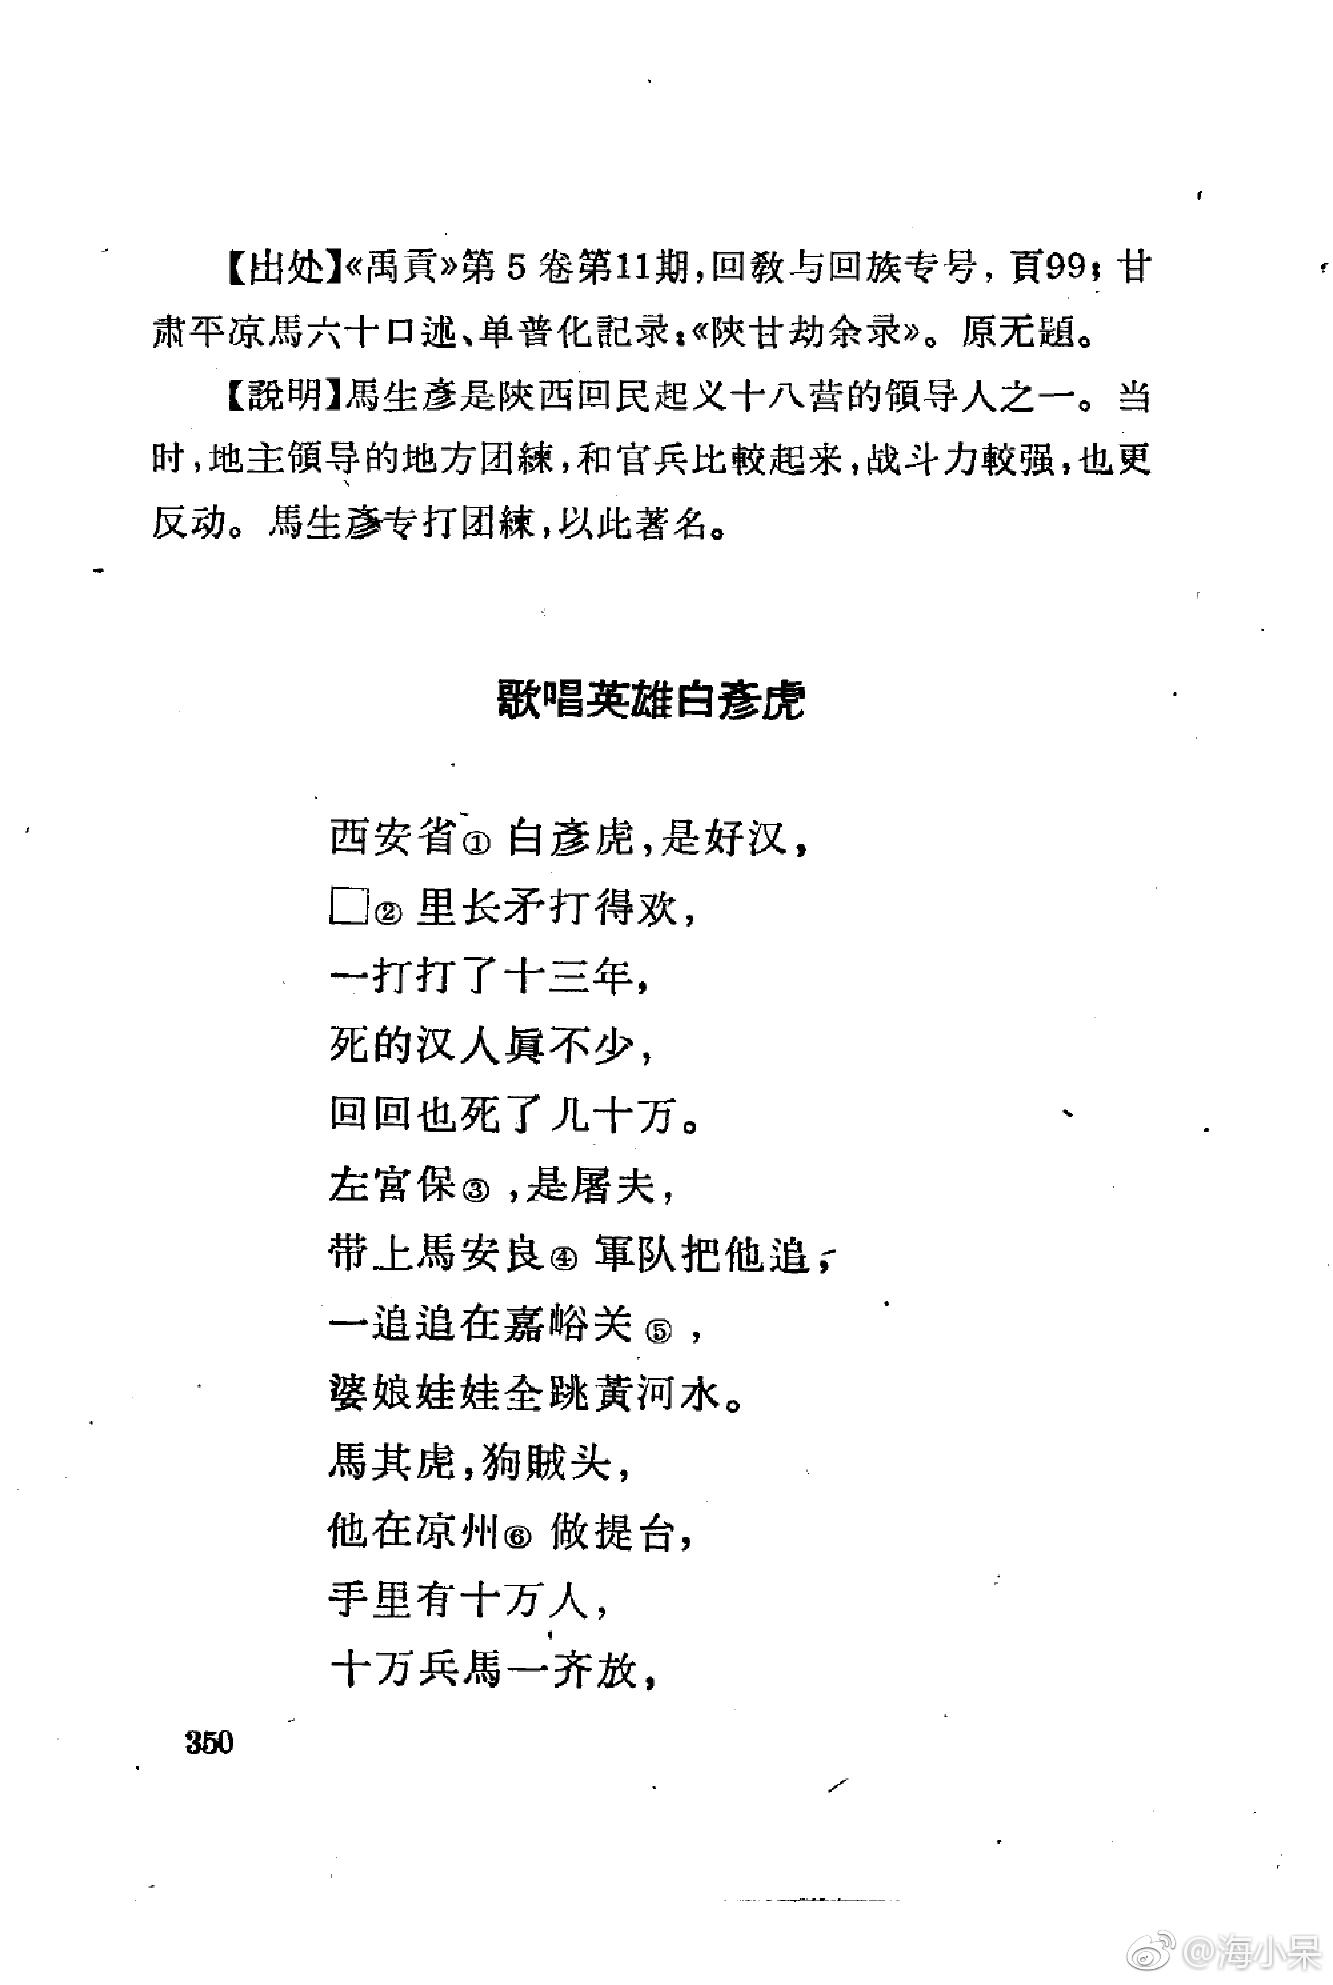 【出处】《禹貢》第5卷第11期,回敎与回族专号,頁99;甘
肃平凉馬六十口述、单普化記录:《陝甘劫余录》。原无題。
【說明】馬生彥是陝西回民起义十八营的領导人之一。当
时,地主領导的地方团練,和官兵比較起来,战斗力較强,也更
反动。馬生彥专打团練,以此著名。
歌唱英雄白彥虎
西安省① 白彥虎,是好汉,
□② 里长矛打得欢,
一打打了十三年,
死的汉人眞不少,
回回也死了几十万。
左宮保③,是屠夫,
带上馬安良④ 軍队把他追,
一追追在嘉峪关⑤,
婆娘娃娃全跳黃河水。
馬其虎,狗賊头,
他在凉州⑥ 做提台,
手里有十万人,
十万兵馬一齐放,
350
@海小呆